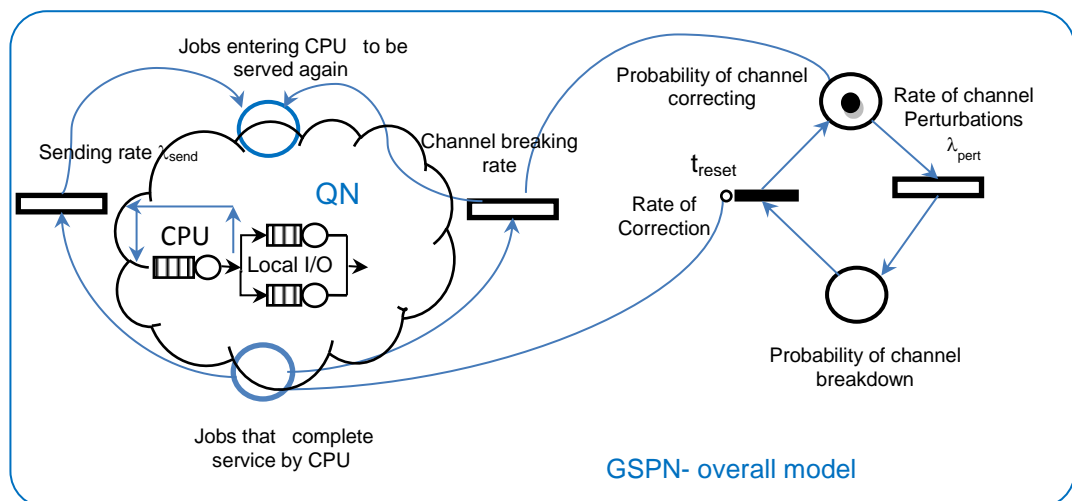 Jobs entering CPU to be
served again
Probability of channel
correcting
Rate of channel
Perturbations
λpert
Sending rate λsend
Channel breaking
rate
treset
QN
Rate of
Correction
CPU
Local I/O
Probability of channel
breakdown
Jobs that complete
service by CPU
GSPN- overall model